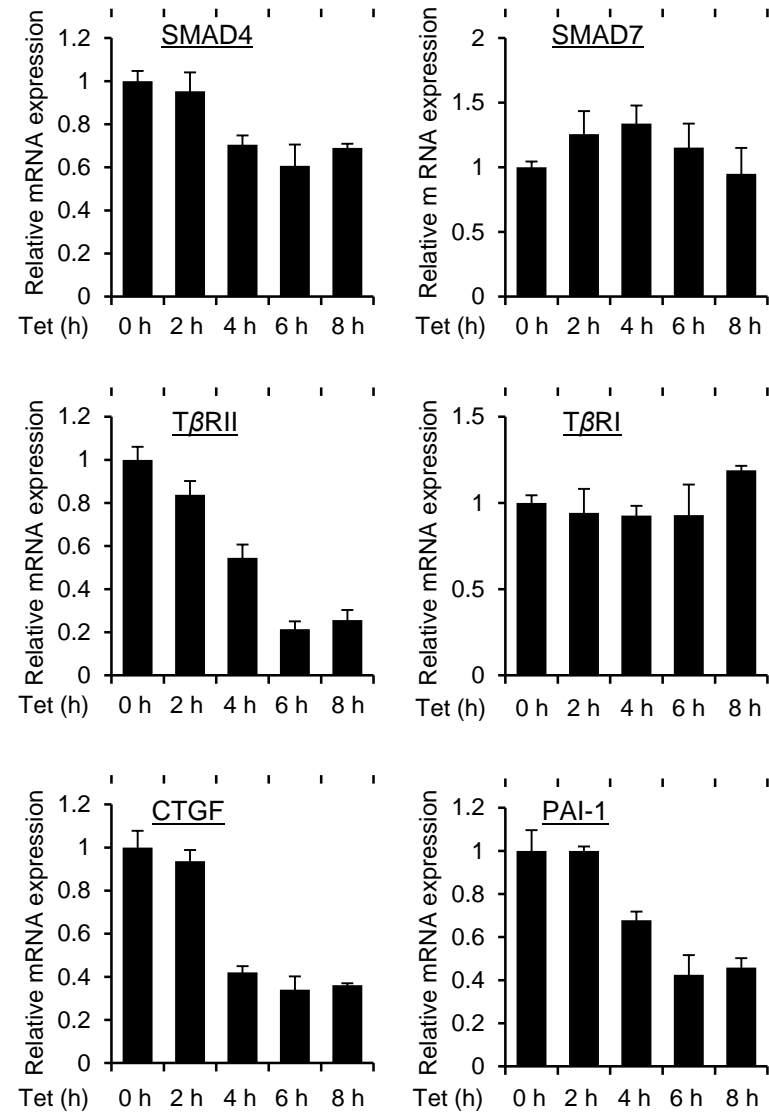 SMAD4
Relative mRNA expression
1.2
1
0.8
0.6
0.4
0.2
0
Tet (h) 0 h 2 h 4 h 6 h 8 h
SMAD7
Relative m RNA expression
2
1.5
1
0.5
0
Tet (h) 0 h 2 h 4 h 6 h 8 h
TβRII
Relative mRNA expression
1.2
1
0.8
0.6
0.4
0.2
0
Tet (h) 0 h 2 h 4 h 6 h 8 h
TβRI
Relative mRNA expression
1.5
1
0.5
0
Tet (h) 0 h 2 h 4 h 6 h 8 h
CTGF
Relative mRNA expression
1.2
1
0.8
0.6
0.4
0.2
0
Tet (h) 0 h 2 h 4 h 6 h 8 h
PAI-1
Relative mRNA expression
1.2
1
0.8
0.6
0.4
0.2
0
Tet (h) 0 h 2 h 4 h 6 h 8 h